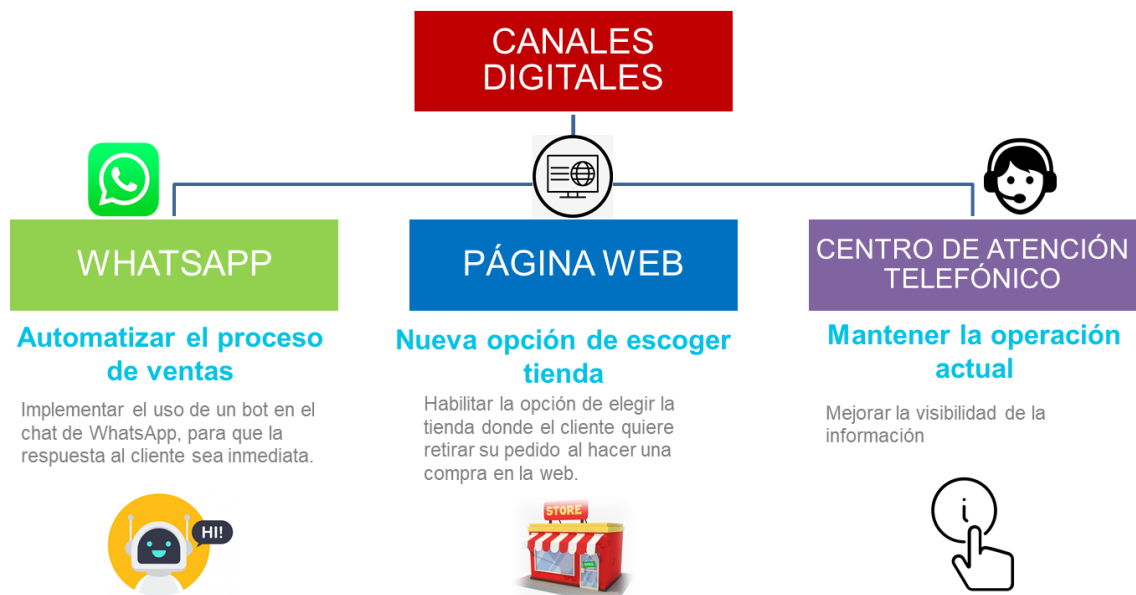 CANALES
DIGITALES
WHATSAPP
Automatizar el proceso
de ventas
Implementar el uso de un bot en el
chat de WhatsApp, para que la
respuesta al cliente sea inmediata.
HI!
PÁGINA WEB
Nueva opción de escoger
tienda
Habilitar la opción de elegir la
tienda donde el cliente quiere
retirar su pedido al hacer una
compra en la web.
STORE
CENTRO DE ATENCIÓN
TELEFÓNICO
Mantener la operación
actual
Mejorar la visibilidad de la
información
i